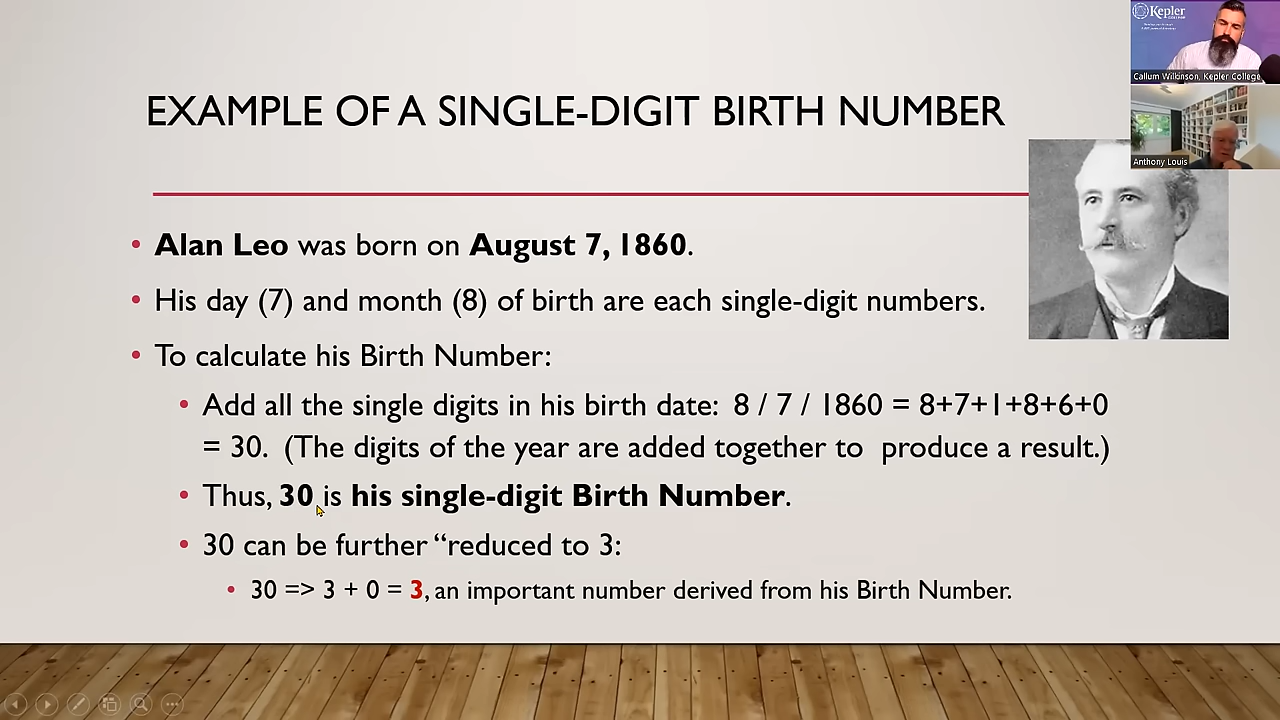 Kepler
COLLEGE
Callum Wilkinson, Kepler College
Anthony Louis
EXAMPLE OF A SINGLE-DIGIT BIRTH NUMBER
• Alan Leo was born on August 7, 1860.
• His day (7) and month (8) of birth are each single-digit numbers.
• To calculate his Birth Number:
• Add all the single digits in his birth date: 8 / 7 / 1860 = 8+7+1+8+6+0
= 30. (The digits of the year are added together to produce a result.)
• Thus, 30 is his single-digit Birth Number.
• 30 can be further “reduced to 3:
• 30 => 3 + 0 = 3, an important number derived from his Birth Number.